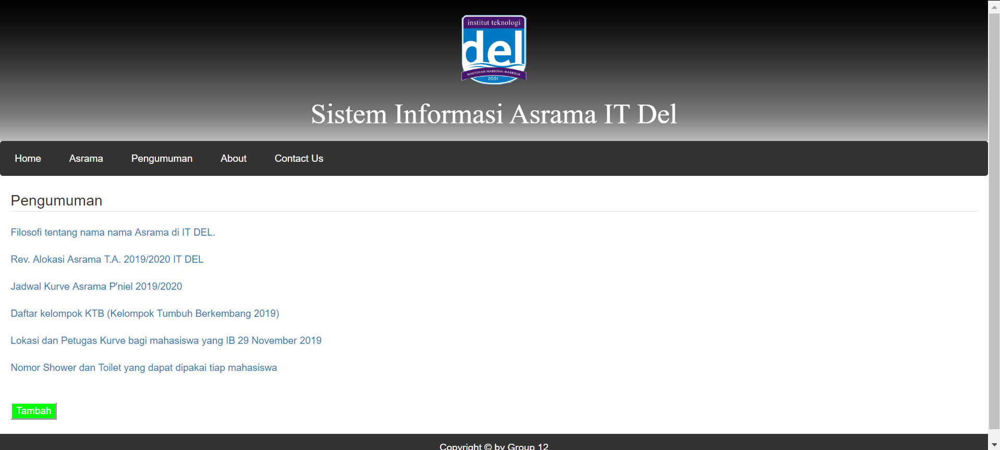 institut teknologi
del
MARTUHAN-MARROHA-MARBISUK
2001
Sistem Informasi Asrama IT Del
Home Asrama Pengumuman About Contact Us
Pengumuman
Filosofi tentang nama nama Asrama di IT DEL.
Rev. Alokasi Asrama T.A. 2019/2020 IT DEL
Jadwal Kurve Asrama P'niel 2019/2020
Daftar kelompok KTB (Kelompok Tumbuh Berkembang 2019)
Lokasi dan Petugas Kurve bagi mahasiswa yang IB 29 November 2019
Nomor Shower dan Toilet yang dapat dipakai tiap mahasiswa
Tambah
Copyright © by Group 12